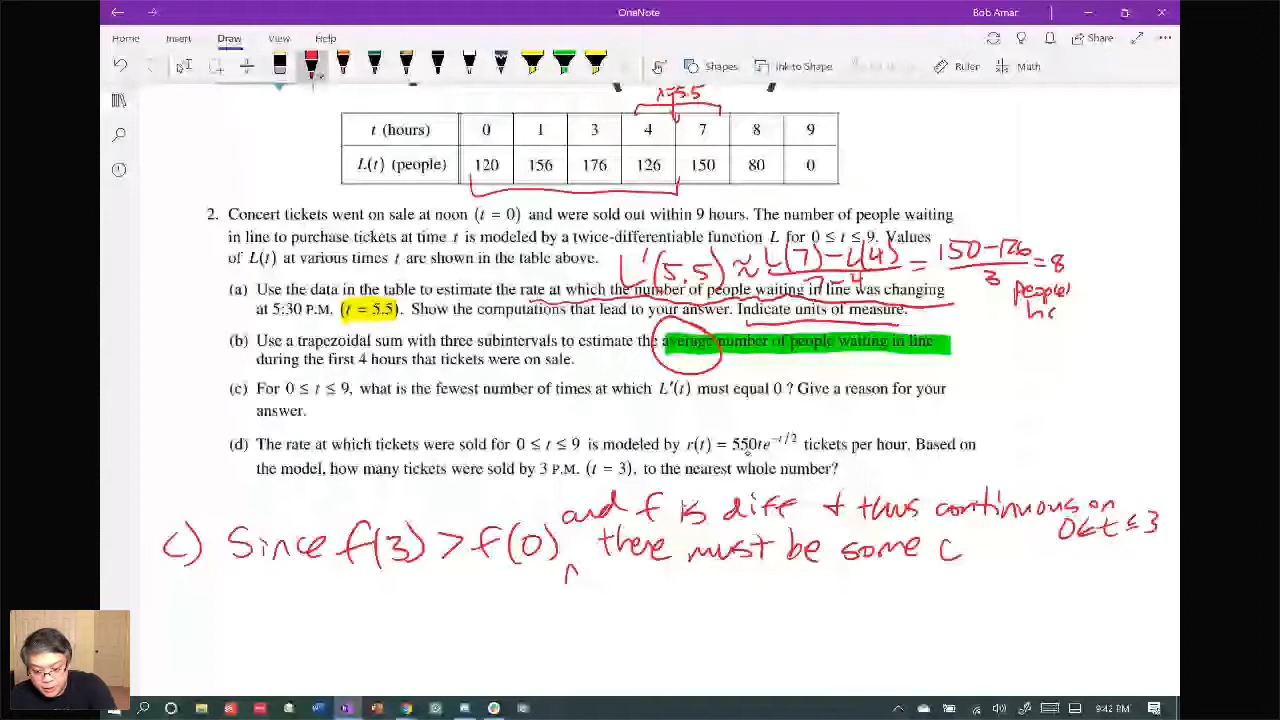 OneNote
Bob Amar
Home Insert Draw View Help
Share
Shapes Ink to Shape Ruler Math
t (hours) 0 1 3 4 7 8 9
L(t) (people) 120 156 176 126 150 80 0
2. Concert tickets went on sale at noon (t = 0) and were sold out within 9 hours. The number of people waiting
in line to purchase tickets at time t is modeled by a twice-differentiable function L for 0 ≤ t ≤ 9. Values
of L(t) at various times t are shown in the table above.
L'(5.5) ≈ L(7) - L(4) / 7-4 = 150-126 / 3 = 8
people/
(a) Use the data in the table to estimate the rate at which the number of people waiting in line was changing
at 5:30 P.M. (t = 5.5). Show the computations that lead to your answer. Indicate units of measure.
(b) Use a trapezoidal sum with three subintervals to estimate the average number of people waiting in line
during the first 4 hours that tickets were on sale.
(c) For 0 ≤ t ≤ 9, what is the fewest number of times at which L′(t) must equal 0 ? Give a reason for your
answer.
(d) The rate at which tickets were sold for 0 ≤ t ≤ 9 is modeled by r(t) = 550te^{-t/2} tickets per hour. Based on
the model, how many tickets were sold by 3 P.M. (t = 3), to the nearest whole number?
and f is diff + thus continuous on
0≤t≤3
c) Since f(3) > f(0) ^ there must be some c
9:42 PM